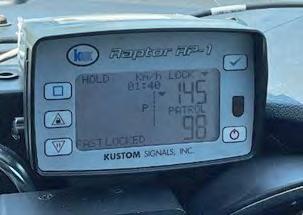 Raptor RP-1
HOLD Km/h LOCK
01:40 145
P PATROL
98
FAST LOCKED
KUSTOM SIGNALS, INC.